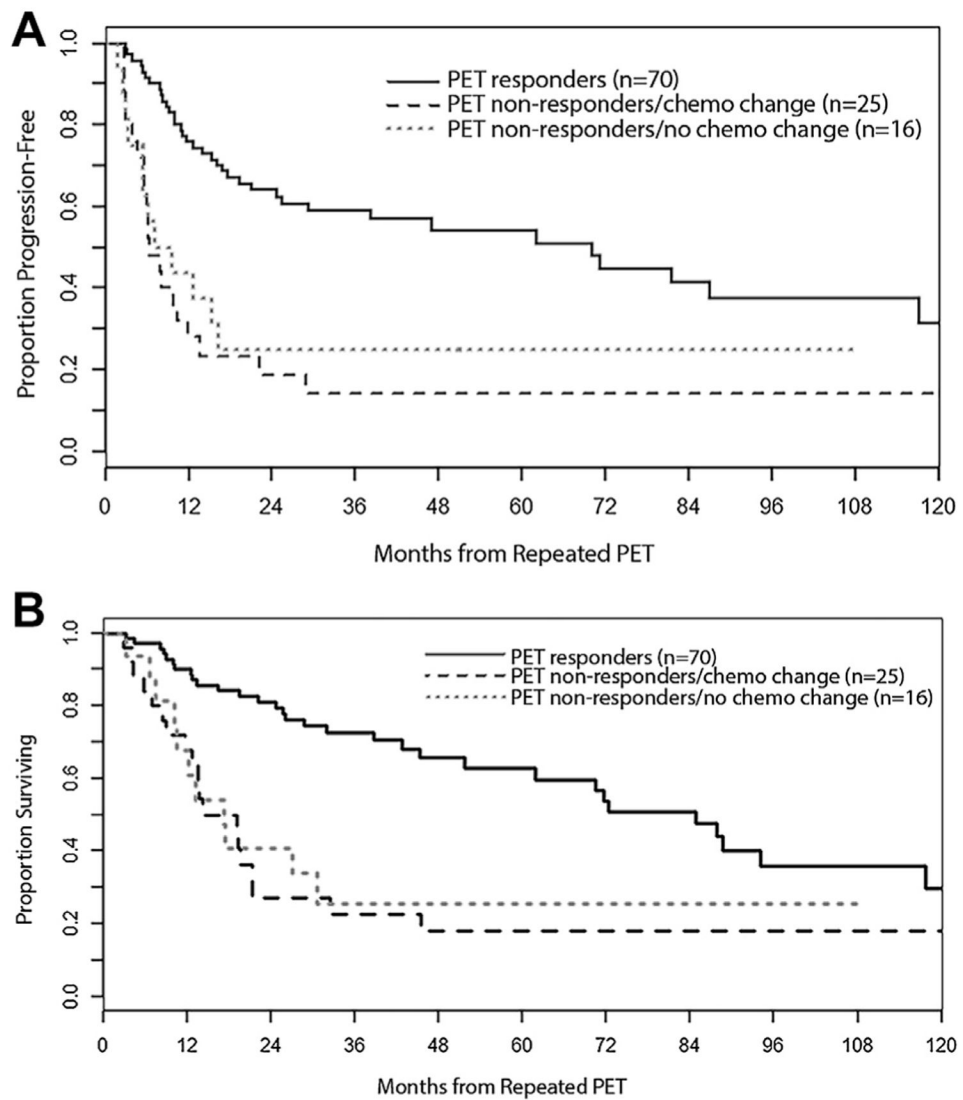 A
Proportion Progression-Free
1.0
0.8
0.6
0.4
0.2
0.0
PET responders (n=70)
PET non-responders/chemo change (n=25)
PET non-responders/no chemo change (n=16)
0 12 24 36 48 60 72 84 96 108 120
Months from Repeated PET
B
Proportion Surviving
1.0
0.8
0.6
0.4
0.2
0.0
PET responders (n=70)
PET non-responders/chemo change (n=25)
PET non-responders/no chemo change (n=16)
0 12 24 36 48 60 72 84 96 108 120
Months from Repeated PET